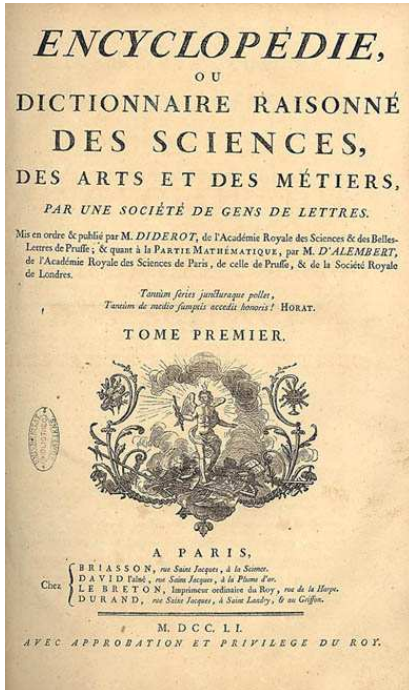 ENCYCLOPÉDIE,
OU
DICTIONNAIRE RAISONNÉ
DES SCIENCES,
DES ARTS ET DES MÉTIERS,
PAR UNE SOCIÉTÉ DE GENS DE LETTRES.
Mis en ordre & publié par M. DIDEROT, de l'Académie Royale des Sciences & des Belles-
Lettres de Prusse; & quant à la PARTIE MATHÉMATIQUE, par M. D'ALEMBERT,
de l'Académie Royale des Sciences de Paris, de celle de Prusse, & de la Société Royale
de Londres.
Tantùm series juncturaque pollet,
Tantùm de medio sumptis accedit honoris! HORAT.
TOME PREMIER.
A PARIS,
Chez
BRIASSON, rue Saint Jacques, à la Science.
DAVID l'aîné, rue Saint Jacques, à la Plume d'or.
LE BRETON, Imprimeur ordinaire du Roy, rue de la Harpe.
DURAND, rue Saint Jacques, à Saint Landry, & au Griffon.
M. DCC. LI.
AVEC APPROBATION ET PRIVILEGE DU ROY.